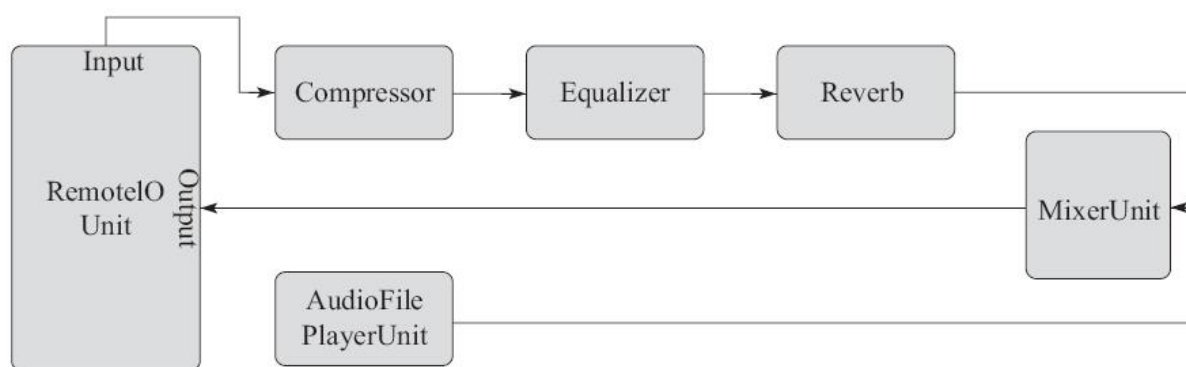 Input
Compressor
Equalizer
Reverb
RemoteIO
Unit
Output
MixerUnit
AudioFile
PlayerUnit